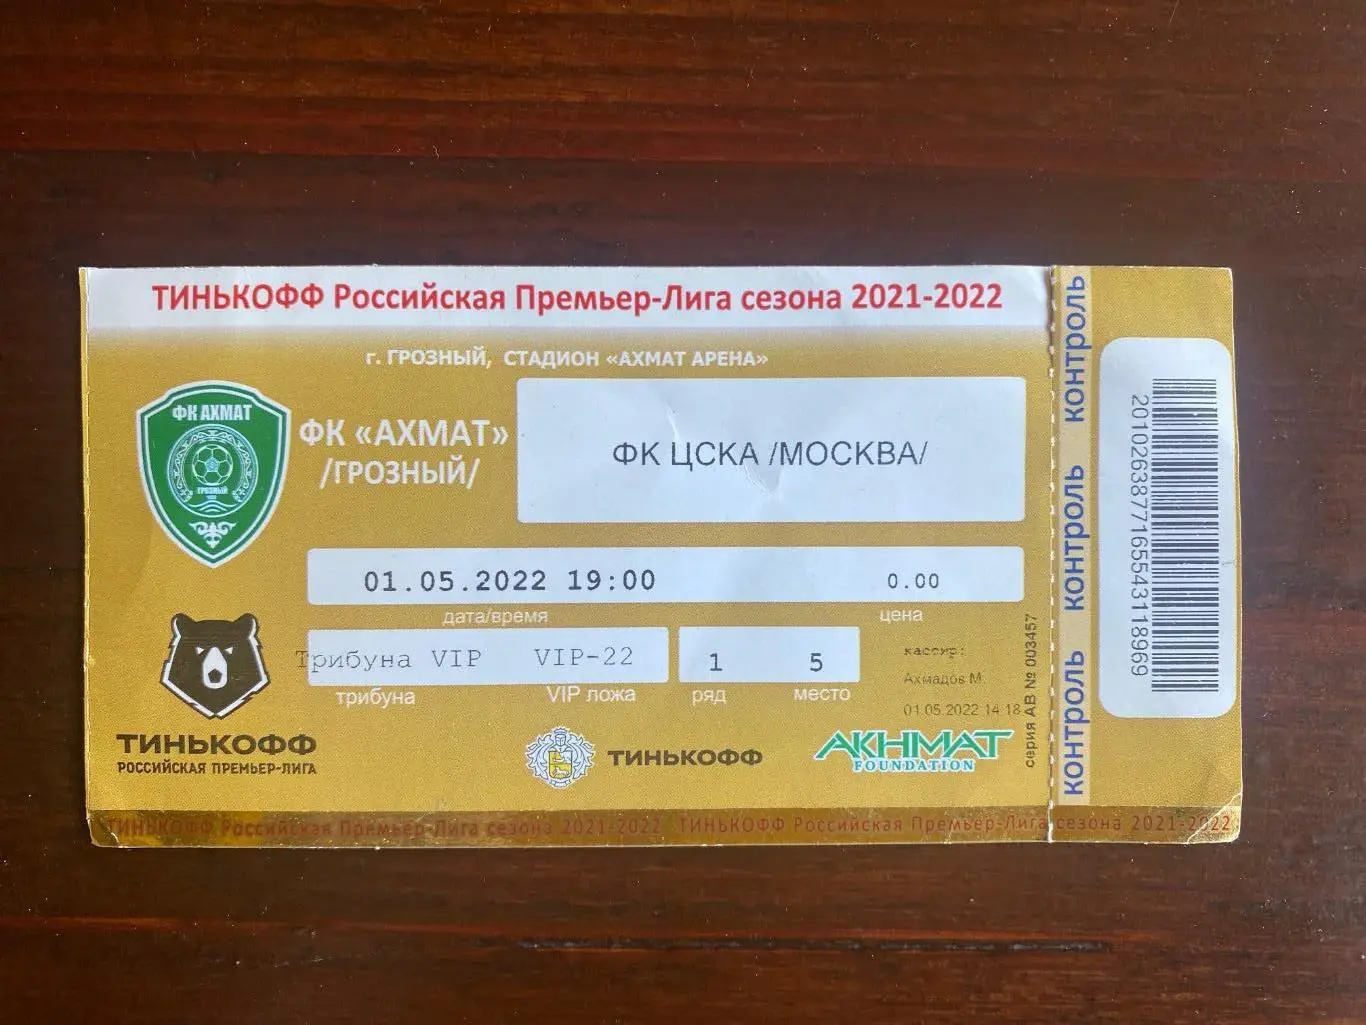 ТИНЬКОФФ Российская Премьер-Лига сезона 2021-2022
г. ГРОЗНЫЙ, СТАДИОН «АХМАТ АРЕНА»
ФК АХМАТ
ГРОЗНЫЙ
ФК «АХМАТ»
/ГРОЗНЫЙ/
ФК ЦСКА /МОСКВА/
01.05.2022 19:00
0.00
дата/время
цена
Трибуна VIP VIP-22
1 5
трибуна
VIP ложа
ряд
место
кассир:
Ахмадов М
01.05.2022 14:18
серия АВ № 003457
ТИНЬКОФФ
РОССИЙСКАЯ ПРЕМЬЕР-ЛИГА
ТИНЬКОФФ
AKHMAT
FOUNDATION
ТИНЬКОФФ Российская Премьер-Лига сезона 2021-2022 ТИНЬКОФФ Российская Премьер-Лига сезона 2021-2022
контроль контроль контроль
2010263877165543118969